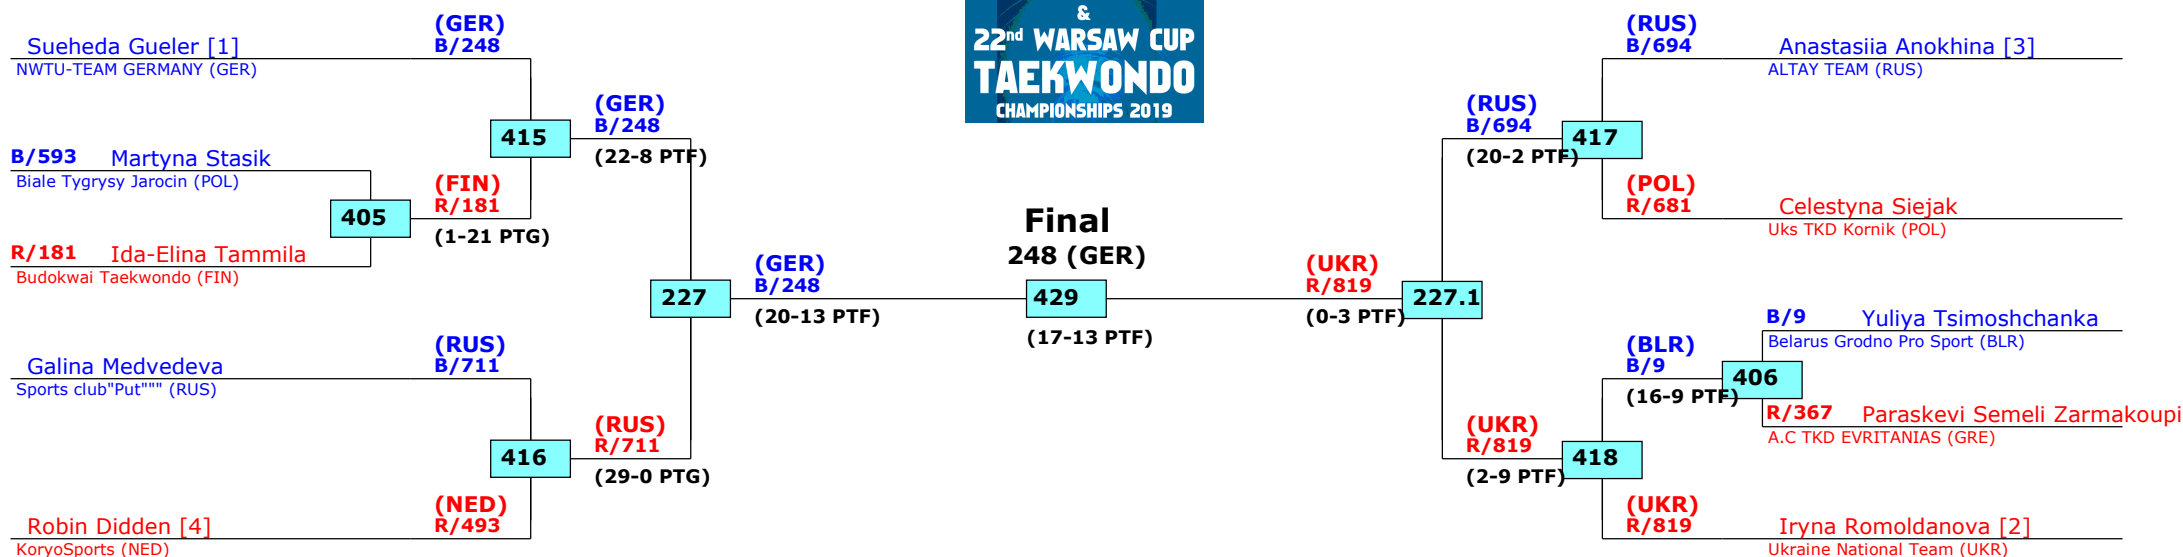 &
22nd WARSAW CUP
TAEKWONDO
CHAMPIONSHIPS 2019
(GER)
B/248
Sueheda Gueler [1]
NWTU-TEAM GERMANY (GER)
415
(GER)
B/248
(22-8 PTF)
B/593 Martyna Stasik
Biale Tygrysy Jarocin (POL)
405
(FIN)
R/181
(1-21 PTG)
R/181 Ida-Elina Tammila
Budokwai Taekwondo (FIN)
227
(GER)
B/248
(20-13 PTF)
Galina Medvedeva
Sports club"Put""" (RUS)
(RUS)
B/711
416
(RUS)
R/711
(29-0 PTG)
(NED)
R/493
Robin Didden [4]
KoryoSports (NED)
Final
248 (GER)
429
(17-13 PTF)
(UKR)
R/819
(0-3 PTF)
227.1
(RUS)
B/694
(20-2 PTF)
417
(RUS)
B/694
Anastasiia Anokhina [3]
ALTAY TEAM (RUS)
(POL)
R/681
Celestyna Siejak
Uks TKD Kornik (POL)
B/9 Yuliya Tsimoshchanka
Belarus Grodno Pro Sport (BLR)
(BLR)
B/9
(16-9 PTF)
406
R/367 Paraskevi Semeli Zarmakoupi
A.C TKD EVRITANIAS (GRE)
(UKR)
R/819
(2-9 PTF)
418
(UKR)
R/819
Iryna Romoldanova [2]
Ukraine National Team (UKR)